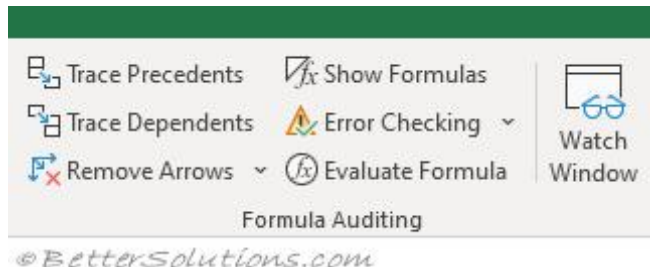 Trace Precedents
Trace Dependents
Remove Arrows
Show Formulas
Error Checking
Evaluate Formula
Watch
Window
Formula Auditing
©BetterSolutions.com